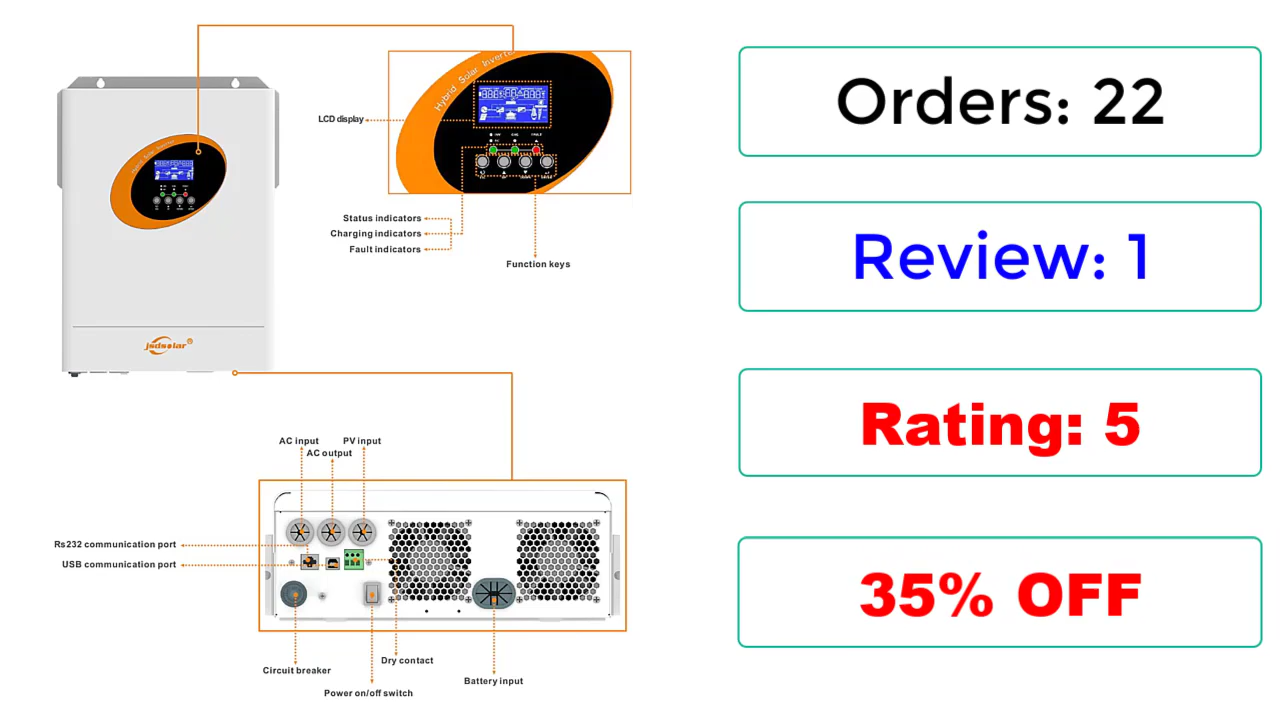 Hybrid Solar Inverter
LCD display
Status indicators
Charging indicators
Fault indicators
Function keys
jsdsolar®
AC input
PV input
AC output
Rs232 communication port
USB communication port
Circuit breaker
Dry contact
Power on/off switch
Battery input
Orders: 22
Review: 1
Rating: 5
35% OFF